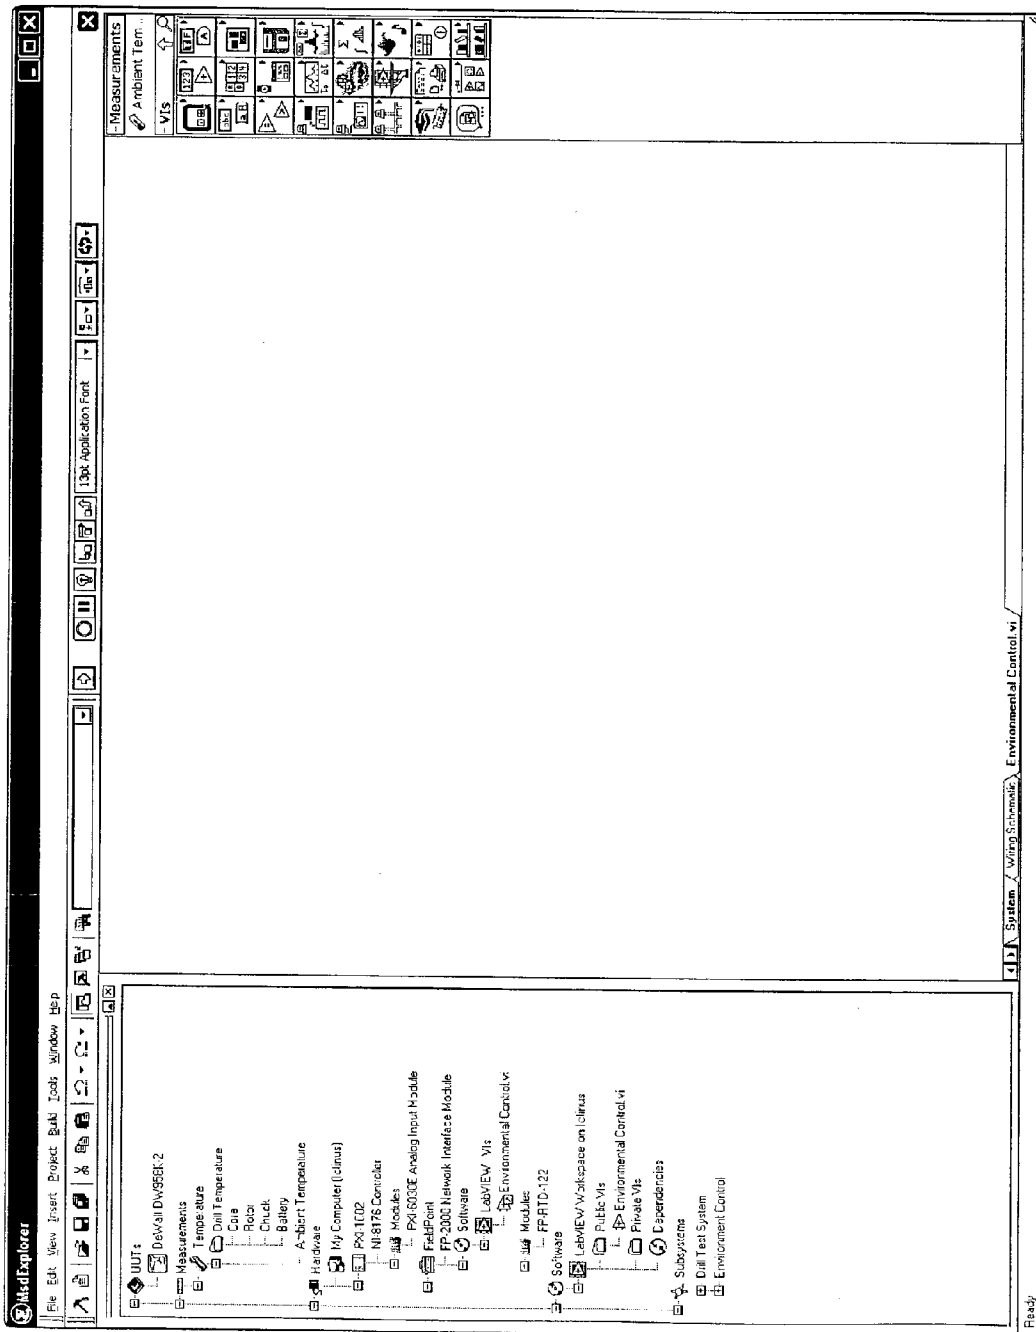 MsdExplorer
File Edit View Insert Project Build Tools Window Help
13pt Application Font
UUTs
DeWalt DW956K-2
Measurements
Temperature
Drill Temperature
Core
Rotor
Chuck
Battery
Ambient Temperature
Hardware
My Computer (Ictinus)
PXI-1002
NI-8176 Controller
Modules
PXI-6030E Analog Input Module
FieldPoint
FP-2000 Network Interface Module
Software
LabVIEW VIs
Environmental Control.vi
Modules
FP-RTD-122
Software
LabVIEW Workspace on Ictinus
Public VIs
Environmental Control.vi
Private VIs
Dependencies
Subsystems
Drill Test System
Environment Control
System
Wiring Schematic
Environmental Control.vi
-Measurements
Ambient Tem...
-VIs
Ready